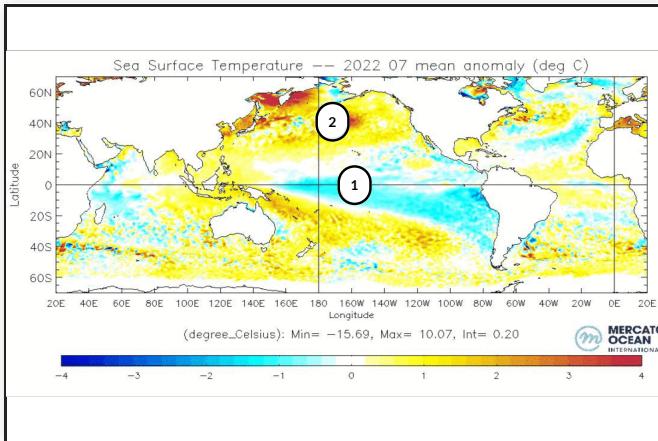 Sea Surface Temperature —— 2022 07 mean anomaly (deg C)
60N
40N
20N
0
20S
40S
60S
Latitude
2
1
20E 40E 60E 80E 100E 120E 140E 160E 180 160W 140W 120W 100W 80W 60W 40W 20W 0E 20E
Longitude
(degree_Celsius): Min= −15.69, Max= 10.07, Int= 0.20
m MERCATO
OCEAN
INTERNATIONA
−4 −3 −2 −1 0 1 2 3 4